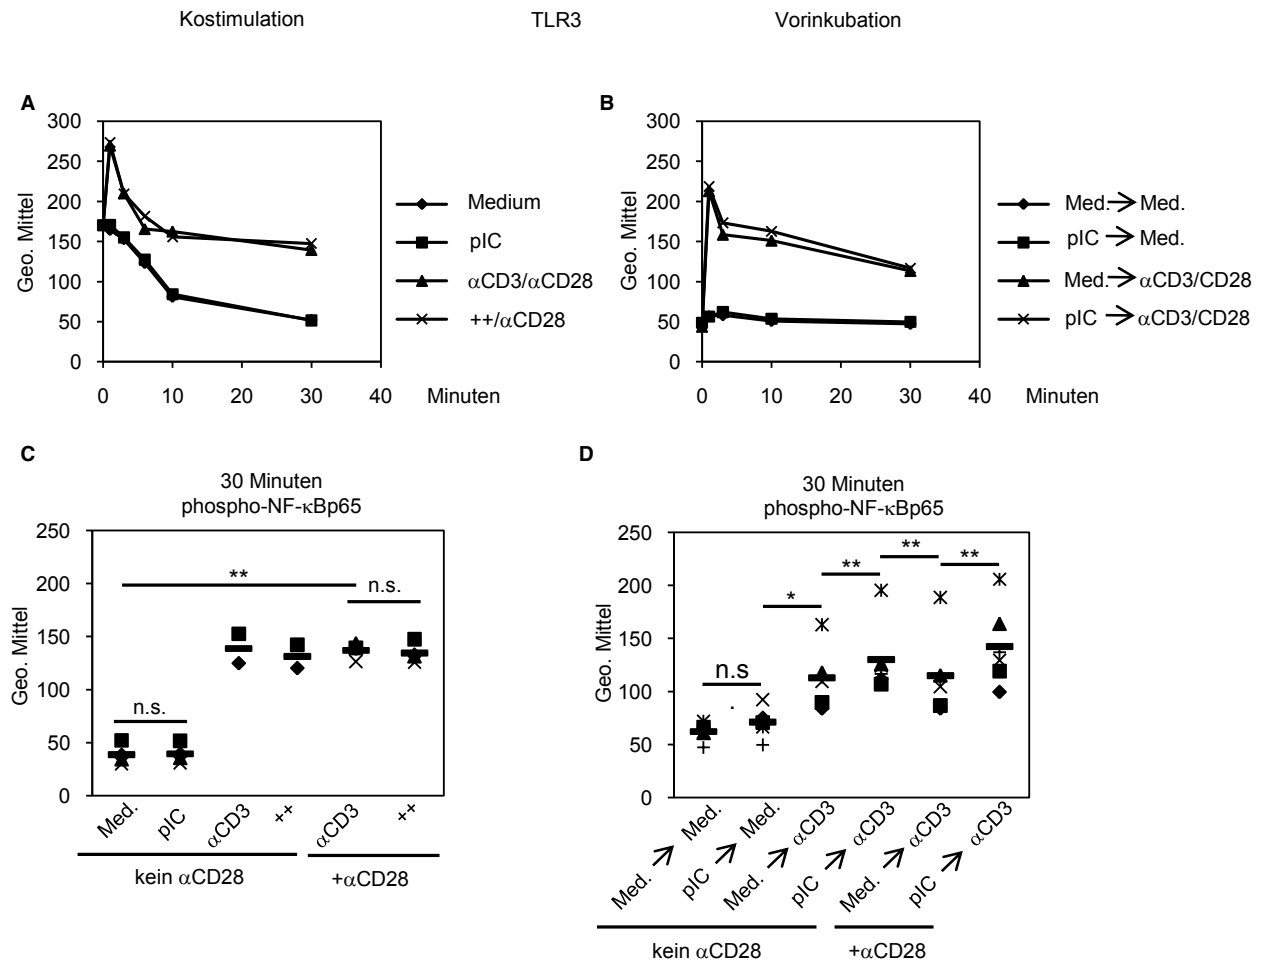 Kostimulation TLR3 Vorinkubation
A
300
250
200
150
100
50
0
Geo. Mittel
0 10 20 30 40 Minuten
Medium
pIC
αCD3/αCD28
++/αCD28
B
300
250
200
150
100
50
0
Geo. Mittel
0 10 20 30 40 Minuten
Med.→Med.
pIC→Med.
Med.→αCD3/CD28
pIC→αCD3/CD28
C
30 Minuten
phospho-NF-κBp65
250
200
150
100
50
0
Geo. Mittel
**
n.s.
n.s.
Med. pIC αCD3 ++ αCD3 ++
kein αCD28 +αCD28
D
30 Minuten
phospho-NF-κBp65
250
200
150
100
50
0
Geo. Mittel
**
**
**
*
n.s
.
Med.→Med.
pIC→Med.
Med.→αCD3
pIC→αCD3
Med.→αCD3
pIC→αCD3
kein αCD28 +αCD28